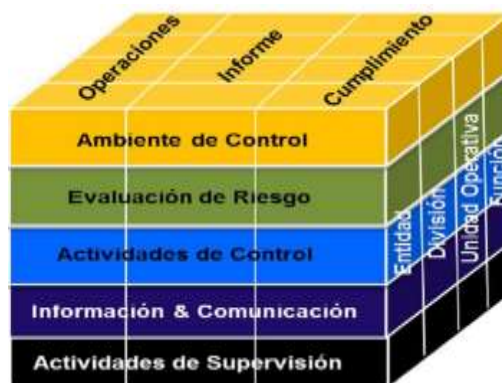 Operaciones
Informe
Cumplimiento
Ambiente de Control
Evaluación de Riesgo
Actividades de Control
Información & Comunicación
Actividades de Supervisión
Entidad
División
Unidad Operativa
Función